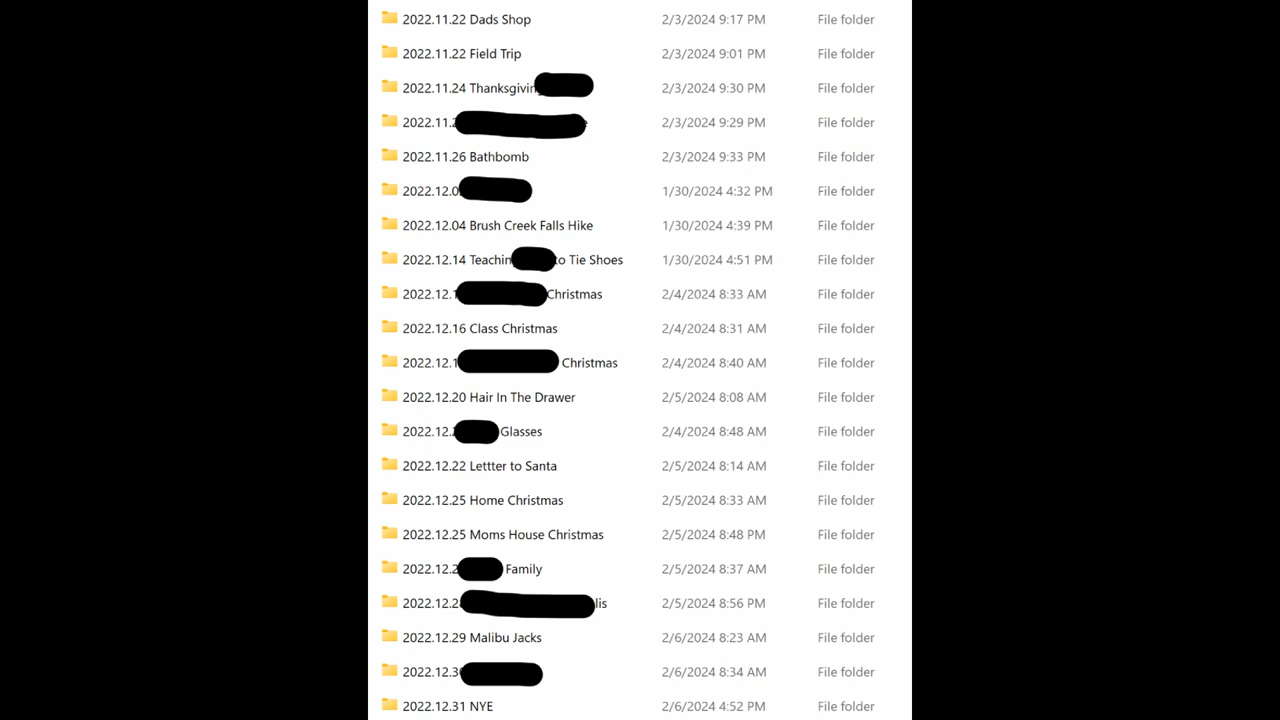 2022.11.22 Dads Shop 2/3/2024 9:17 PM File folder
2022.11.22 Field Trip 2/3/2024 9:01 PM File folder
2022.11.24 Thanksgivin 2/3/2024 9:30 PM File folder
2022.11.2 2/3/2024 9:29 PM File folder
2022.11.26 Bathbomb 2/3/2024 9:33 PM File folder
2022.12.0 1/30/2024 4:32 PM File folder
2022.12.04 Brush Creek Falls Hike 1/30/2024 4:39 PM File folder
2022.12.14 Teachin to Tie Shoes 1/30/2024 4:51 PM File folder
2022.12.1 Christmas 2/4/2024 8:33 AM File folder
2022.12.16 Class Christmas 2/4/2024 8:31 AM File folder
2022.12.1 Christmas 2/4/2024 8:40 AM File folder
2022.12.20 Hair In The Drawer 2/5/2024 8:08 AM File folder
2022.12.2 Glasses 2/4/2024 8:48 AM File folder
2022.12.22 Lettter to Santa 2/5/2024 8:14 AM File folder
2022.12.25 Home Christmas 2/5/2024 8:33 AM File folder
2022.12.25 Moms House Christmas 2/5/2024 8:48 PM File folder
2022.12.2 Family 2/5/2024 8:37 AM File folder
2022.12.28 lis 2/5/2024 8:56 PM File folder
2022.12.29 Malibu Jacks 2/6/2024 8:23 AM File folder
2022.12.30 2/6/2024 8:34 AM File folder
2022.12.31 NYE 2/6/2024 4:52 PM File folder